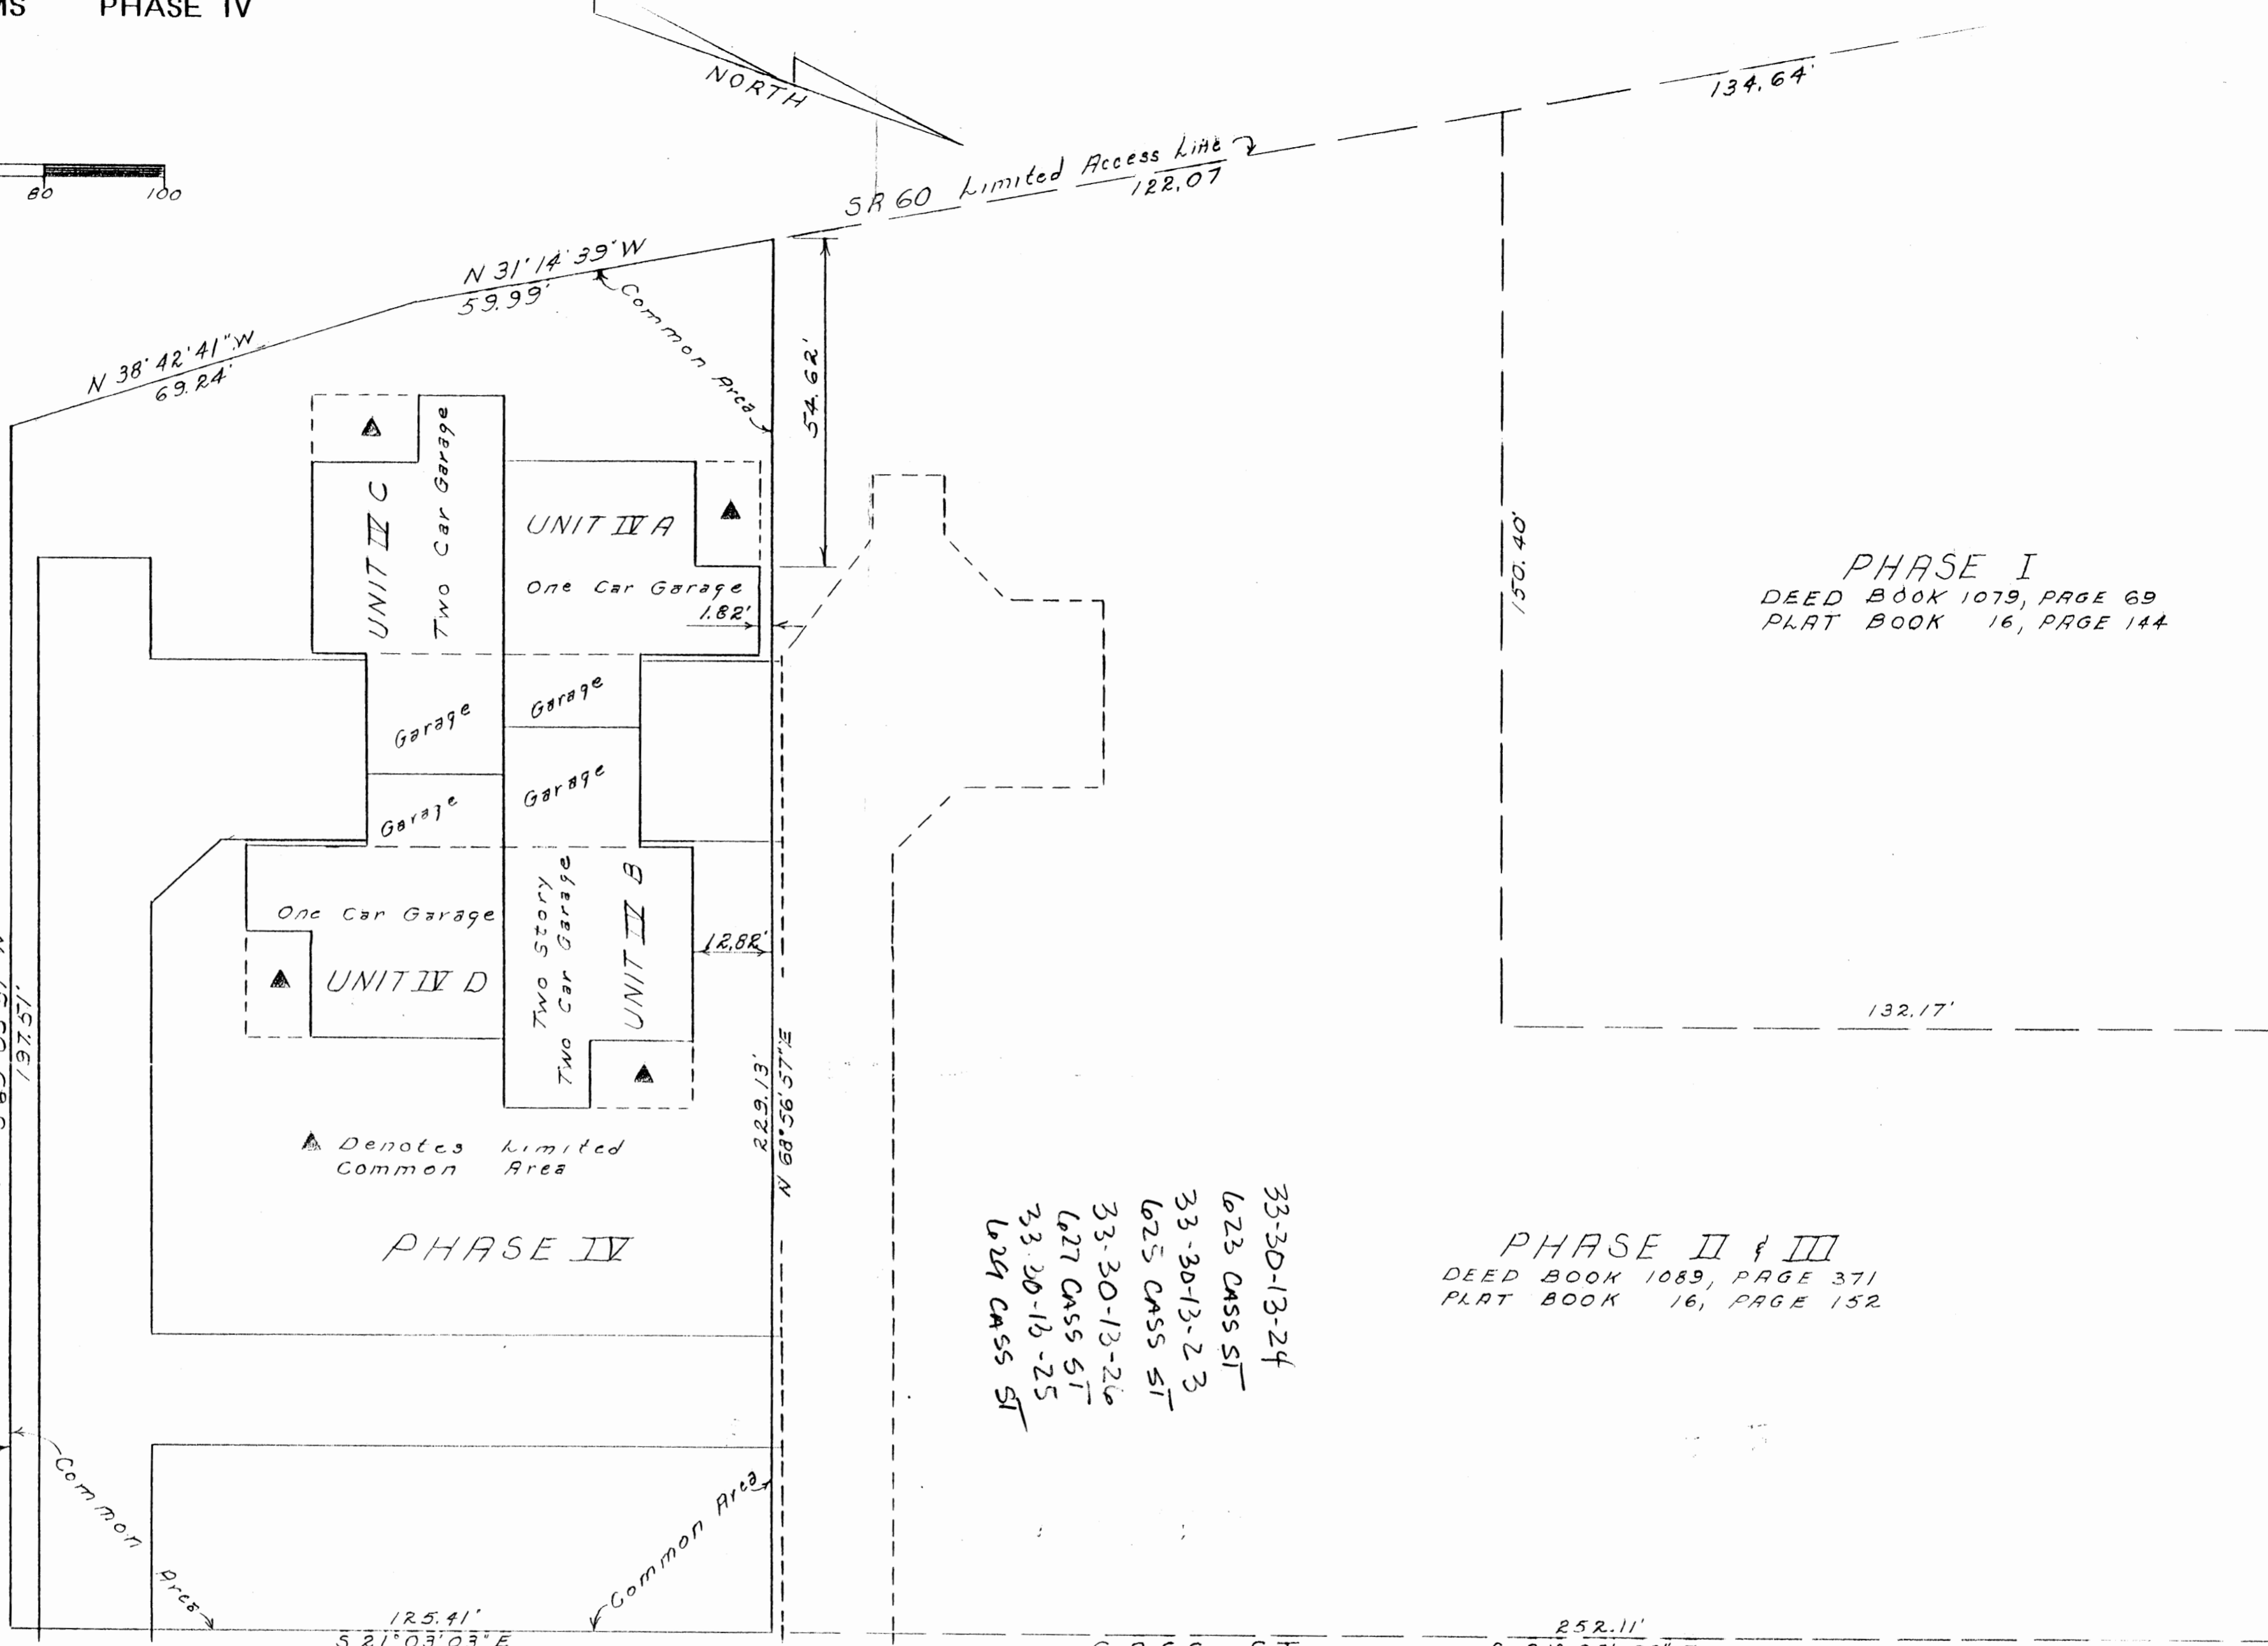 PHASE IV
NORTH
134.64'
80 100
SR 60 Limited Access Line
122.07
N 31° 14' 39" W
59.99'
Common Area
54.62'
N 38° 42' 41" W
69.24'
Two Car Garage
UNIT IV C
UNIT IV A
One Car Garage
1.82'
150.40'
PHASE I
DEED BOOK 1079, PAGE 69
PLAT BOOK 16, PAGE 144
Garage
Garage
Garage
Garage
One Car Garage
UNIT IV D
TWO STORY
Two Car Garage
UNIT IV B
12.82'
132.17'
197.51'
229.13'
N 68° 56' 57" E
Denotes Limited
Common Area
PHASE IV
33-30-13-24
623 CASS ST
33-30-13-23
625 CASS ST
33-30-13-26
627 CASS ST
33-30-13-25
629 CASS ST
PHASE II & III
DEED BOOK 1089, PAGE 371
PLAT BOOK 16, PAGE 152
Common Area
Common Area
125.41'
S 21° 03' 03" E
252.11'